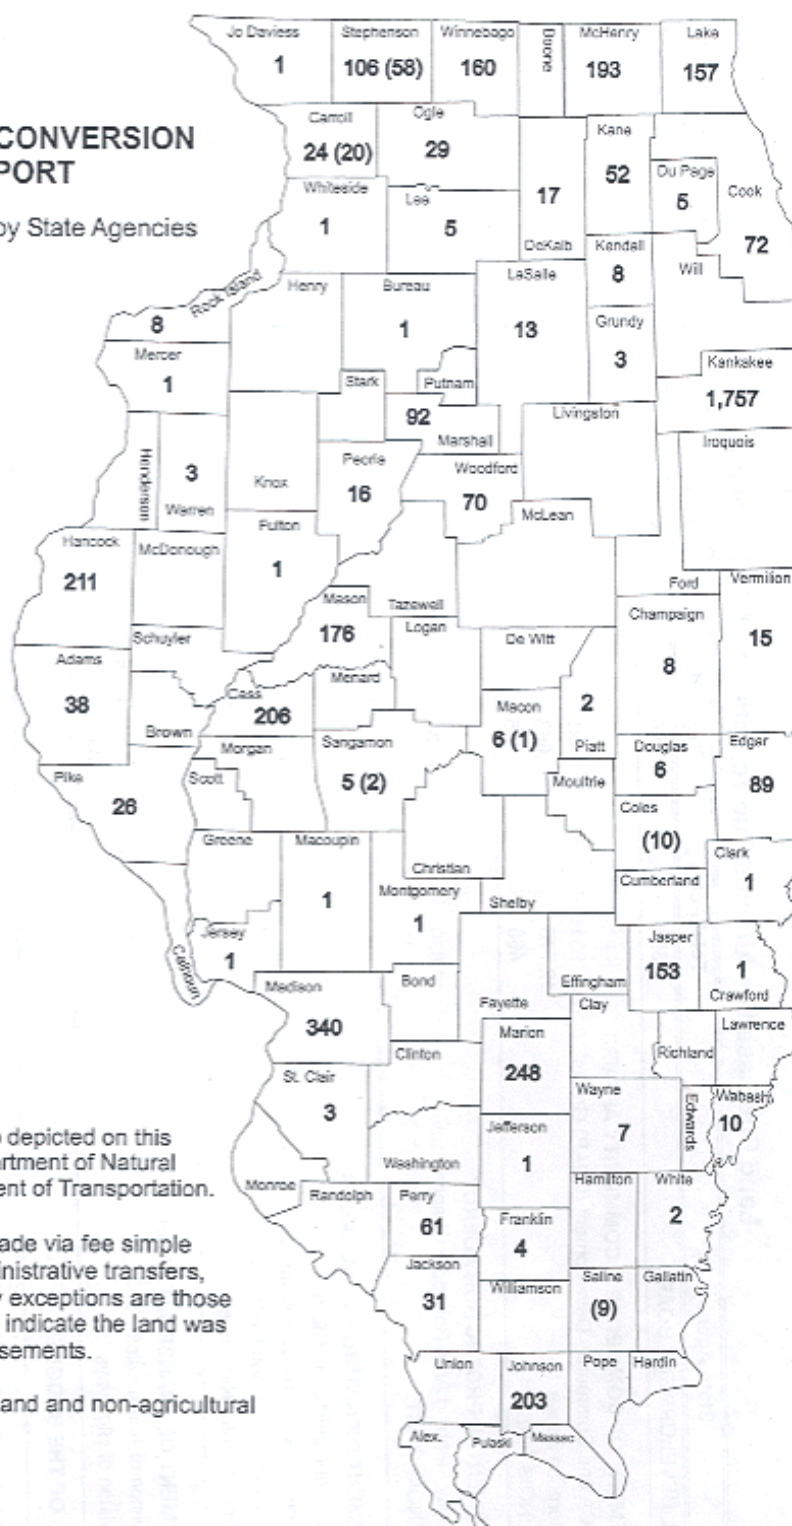 Jo Daviess Stephenson Winnebago Boone McHenry Lake
1 106 (58) 160 193 157
CONVERSION
PORT
by State Agencies
Carroll Ogle Kane
24 (20) 29 52 Du Page Cook
Whiteside Lee 17 5
1 5 DeKalb Kendall Will 72
Rock Island Henry Bureau LaSalle 8
8 1 13 Grundy
Mercer 3 Kankakee
1 Stark Putnam 1,757
92 Livingston
Marshall Iroquois
Henderson 3 Knox Peoria Woodford
Warren 16 70 McLean
Hancock McDonough Fulton
211 1 Ford Vermilion
Mason Tazewell Champaign 15
Schuyler 176 Logan De Witt 8
Adams Menard 2
38 Cass Macon Piatt
Brown 206 6 (1) Douglas Edgar
Morgan Sangamon 6 89
Pike Scott 5 (2) Moultrie
26 Coles
Greene Macoupin Christian (10) Clark
Montgomery Shelby Cumberland 1
1 1
Jersey Jasper
1 153 1
Calhoun Effingham Crawford
Madison Bond Fayette Clay
340 Marion Lawrence
Clinton 248 Richland
St. Clair Wayne Edwards Wabash
3 7 10
depicted on this
artment of Natural
ent of Transportation.
Jefferson
1
Washington
Monroe Randolph Perry Hamilton White
61 2
ade via fee simple
ministrative transfers,
y exceptions are those
indicate the land was
sements.
Franklin
4
Jackson Saline Gallatin
31 Williamson (9)
Union Johnson Pope Hardin
203
land and non-agricultural
Alex. Pulaski Massac